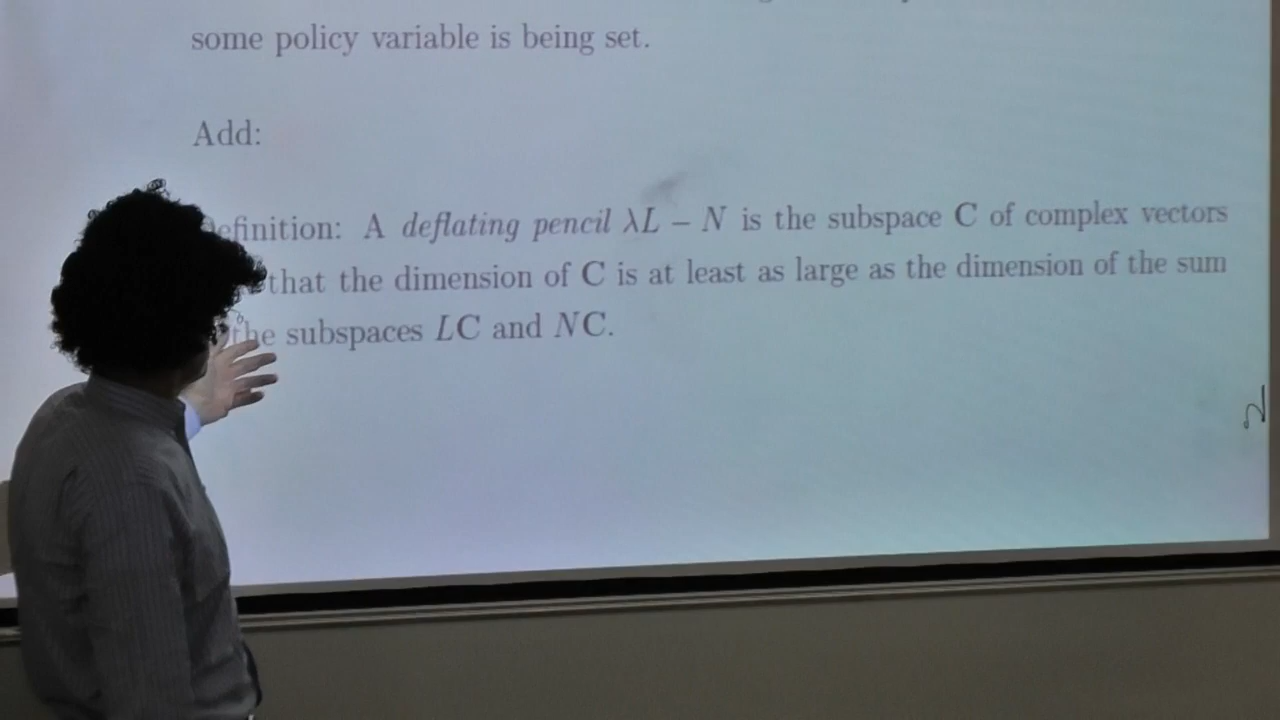 some policy variable is being set.
Add:
efinition: A deflating pencil λL − N is the subspace C of complex vectors
that the dimension of C is at least as large as the dimension of the sum
the subspaces LC and NC.
N